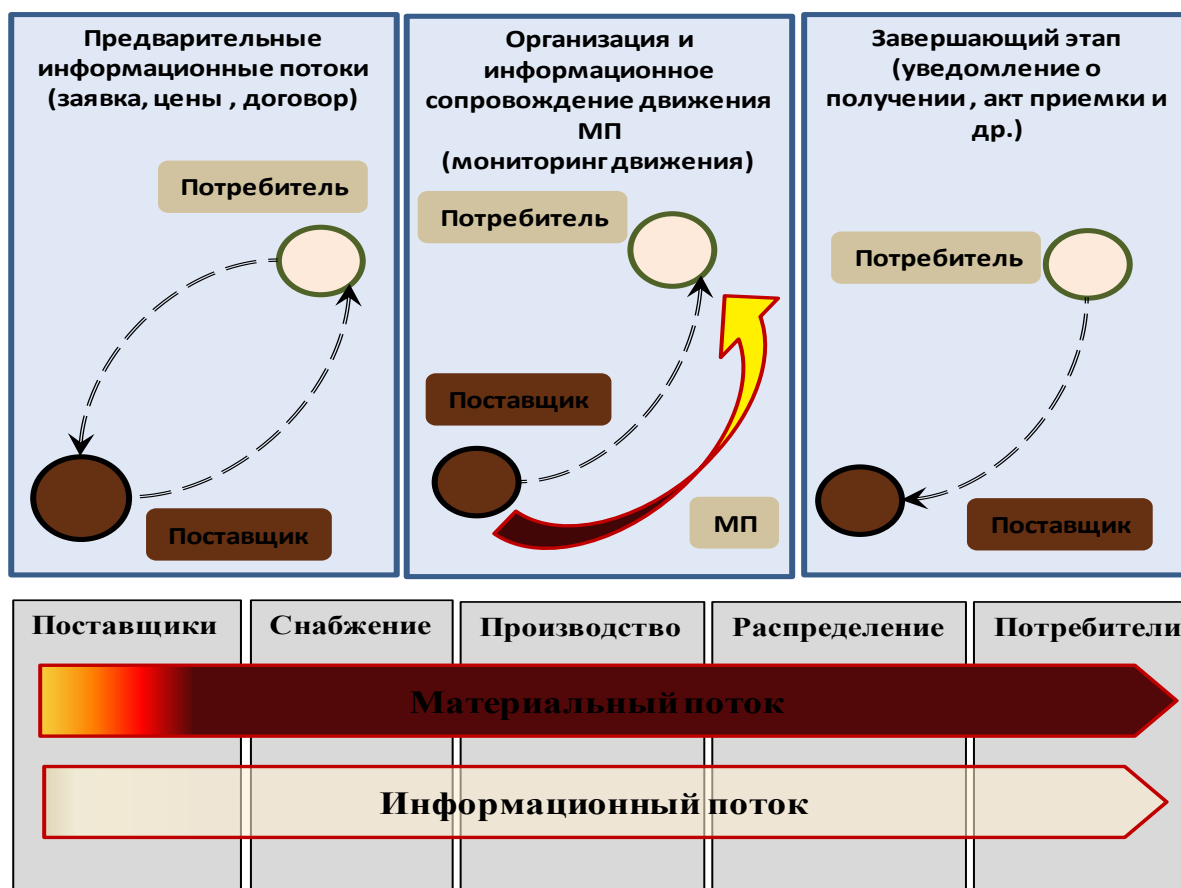 Предварительные
информационные потоки
(заявка, цены , договор)
Потребитель
Поставщик
Организация и
информационное
сопровождение движения
МП
(мониторинг движения)
Потребитель
Поставщик
МП
Завершающий этап
(уведомление о
получении , акт приемки и
др.)
Потребитель
Поставщик
Поставщики
Снабжение
Производство
Распределение
Потребители
Материальный поток
Информационный поток